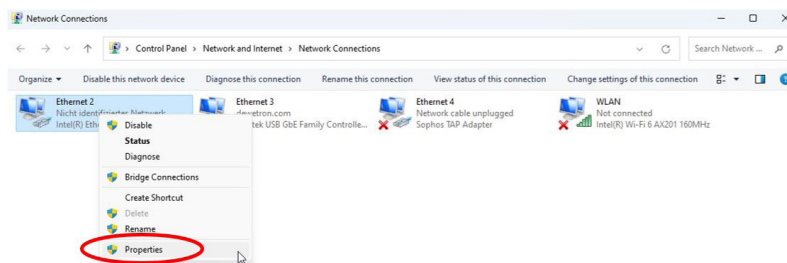 Network Connections
Control Panel › Network and Internet › Network Connections
Search Network ...
Organize Disable this network device Diagnose this connection Rename this connection View status of this connection Change settings of this connection
Ethernet 2 Ethernet 3 Ethernet 4 WLAN
Nicht identifiziertes Netzwerk dewetron.com Network cable unplugged Not connected
Intel(R) Eth tek USB GbE Family Controlle... Sophos TAP Adapter Intel(R) Wi-Fi 6 AX201 160MHz
Disable
Status
Diagnose
Bridge Connections
Create Shortcut
Delete
Rename
Properties